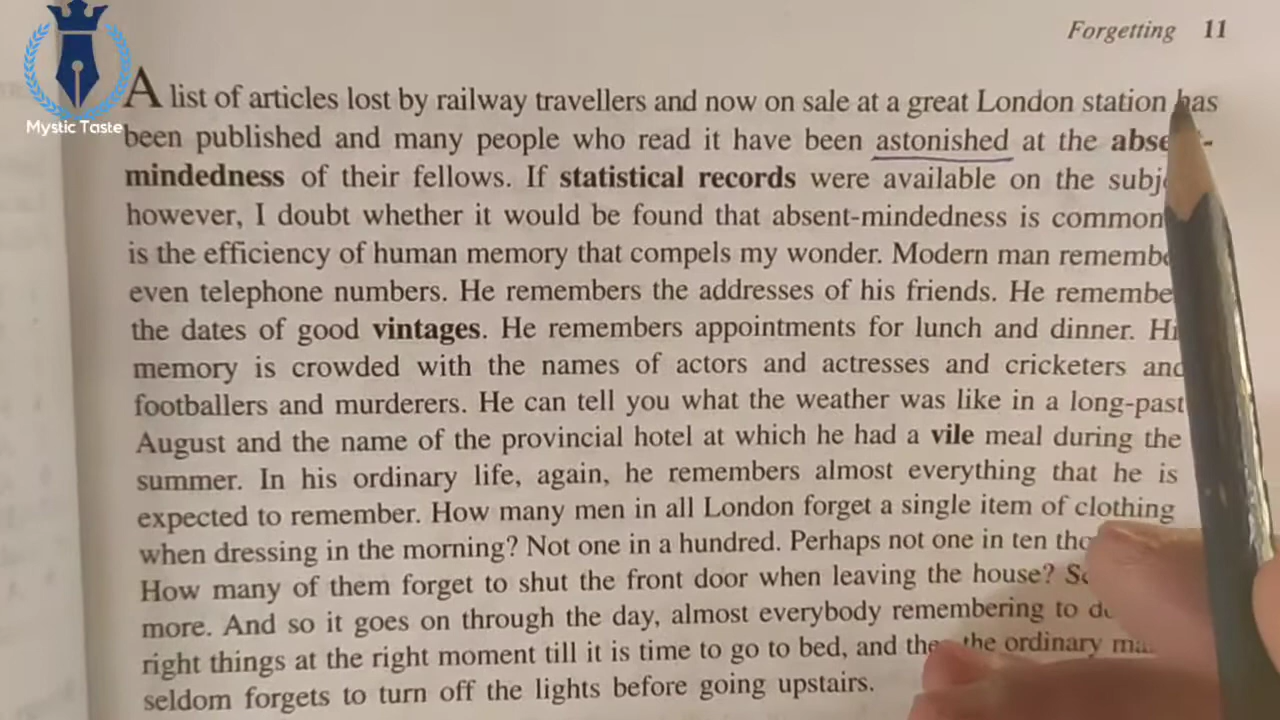 Mystic Taste
Forgetting 11
A list of articles lost by railway travellers and now on sale at a great London station has
been published and many people who read it have been astonished at the
mindedness of their fellows. If statistical records were available on the
however, I doubt whether it would be found that absent-mindedness is common
is the efficiency of human memory that compels my wonder. Modern man
even telephone numbers. He remembers the addresses of his friends. He
the dates of good vintages. He remembers appointments for lunch and dinner.
memory is crowded with the names of actors and actresses and cricketers and
footballers and murderers. He can tell you what the weather was like in a long-past
August and the name of the provincial hotel at which he had a vile meal during the
summer. In his ordinary life, again, he remembers almost everything that he is
expected to remember. How many men in all London forget a single item of clothing
when dressing in the morning? Not one in a hundred. Perhaps not one in ten
How many of them forget to shut the front door when leaving the house?
more. And so it goes on through the day, almost everybody remembering to
right things at the right moment till it is time to go to bed, and the ordinary
seldom forgets to turn off the lights before going upstairs.